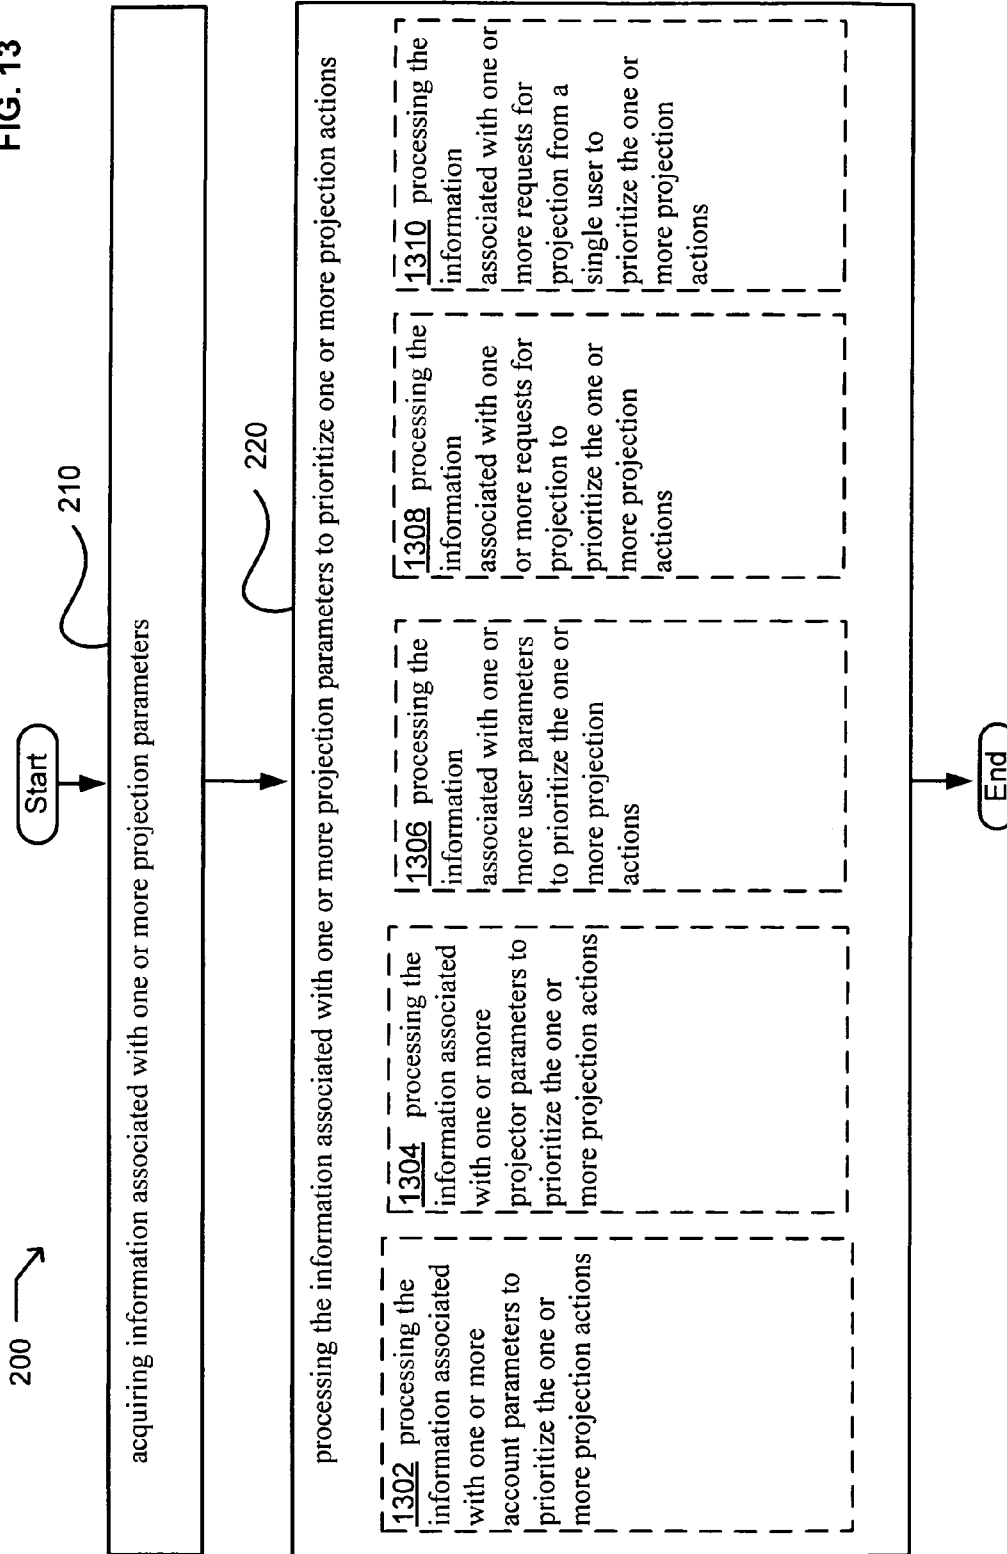 FIG. 13
200
Start
210
acquiring information associated with one or more projection parameters
220
processing the information associated with one or more projection parameters to prioritize one or more projection actions
1302 processing the
information associated
with one or more
account parameters to
prioritize the one or
more projection actions
1304 processing the
information associated
with one or more
projector parameters to
prioritize the one or
more projection actions
1306 processing the
information
associated with one or
more user parameters
to prioritize the one or
more projection
actions
1308 processing the
information
associated with one
or more requests for
projection to
prioritize the one or
more projection
actions
1310 processing the
information
associated with one or
more requests for
projection from a
single user to
prioritize the one or
more projection
actions
End